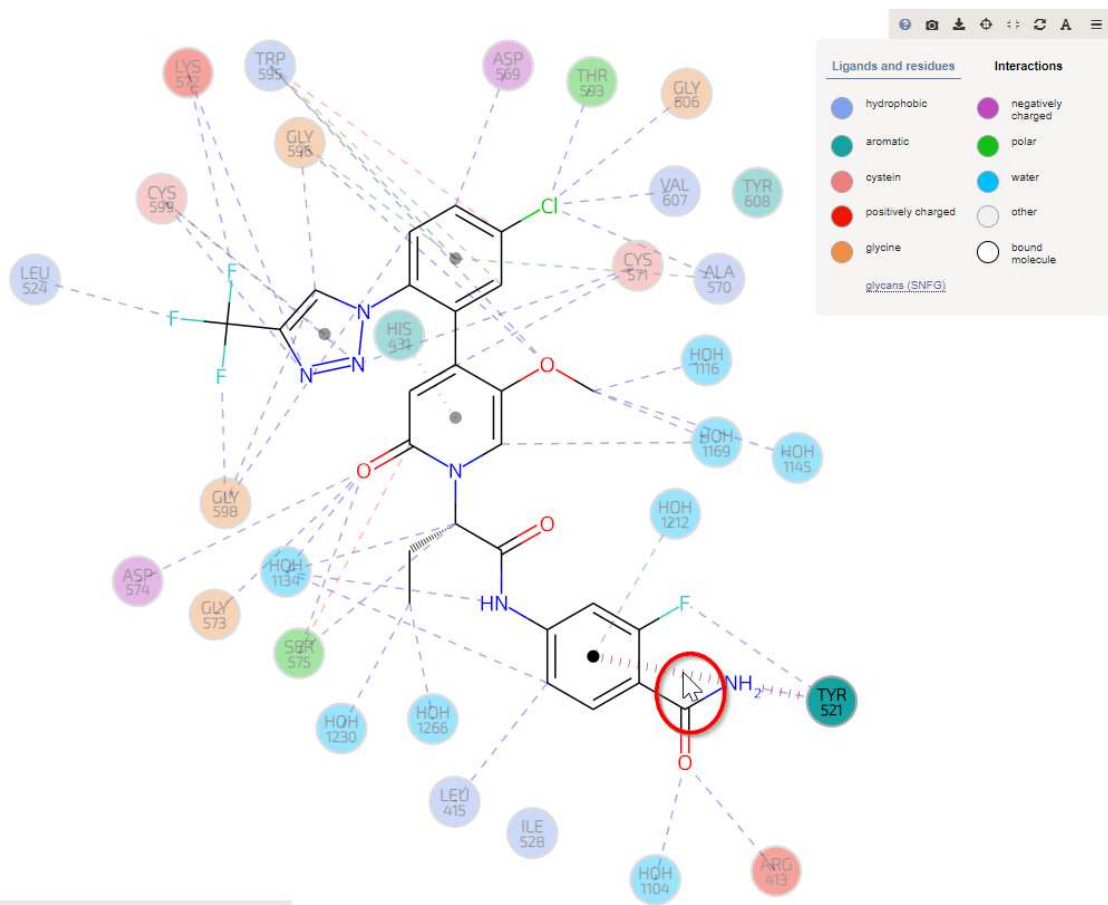 A
Ligands and residues
Interactions
hydrophobic
negatively
charged
aromatic
polar
cystein
water
positively charged
other
glycine
bound
molecule
glycans (SNFG)
LYS
572
TRP
595
ASP
569
THR
593
GLY
606
GLY
596
CYS
599
VAL
607
TYR
608
Cl
LEU
524
F
F
F
N
N
N
HIS
431
CYS
571
ALA
570
O
HOH
1116
HOH
1169
HOH
1145
O
N
GLY
598
HOH
1212
O
ASP
574
HOH
1134
GLY
573
HN
F
SER
575
NH2
TYR
521
HOH
1230
HOH
1266
O
LEU
415
ILE
528
HOH
1104
ARG
413